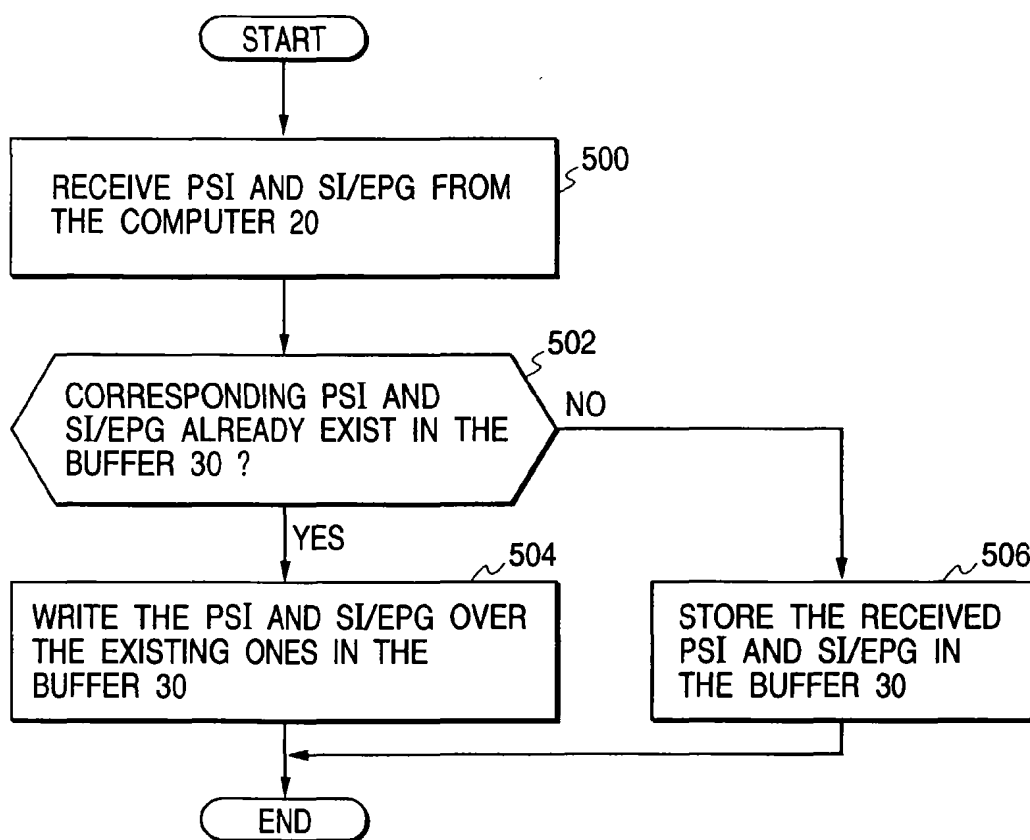 START
500
RECEIVE PSI AND SI/EPG FROM
THE COMPUTER 20
502
CORRESPONDING PSI AND
SI/EPG ALREADY EXIST IN THE
BUFFER 30 ?
NO
YES
504
WRITE THE PSI AND SI/EPG OVER
THE EXISTING ONES IN THE
BUFFER 30
506
STORE THE RECEIVED
PSI AND SI/EPG IN
THE BUFFER 30
END